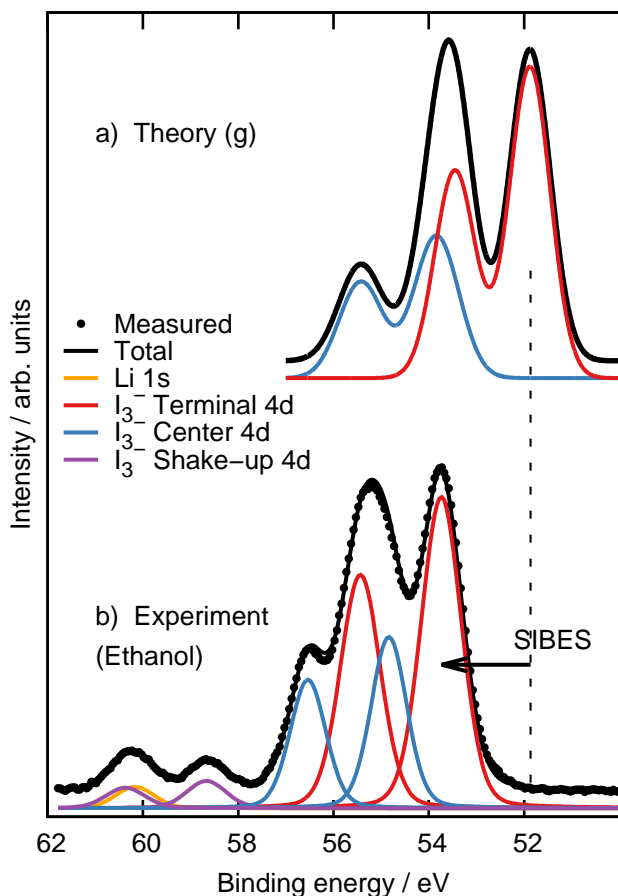 a) Theory (g)
Measured
Total
Li 1s
I₃⁻ Terminal 4d
I₃⁻ Center 4d
I₃⁻ Shake−up 4d
b) Experiment
(Ethanol)
SIBES
Intensity / arb. units
62 60 58 56 54 52
Binding energy / eV